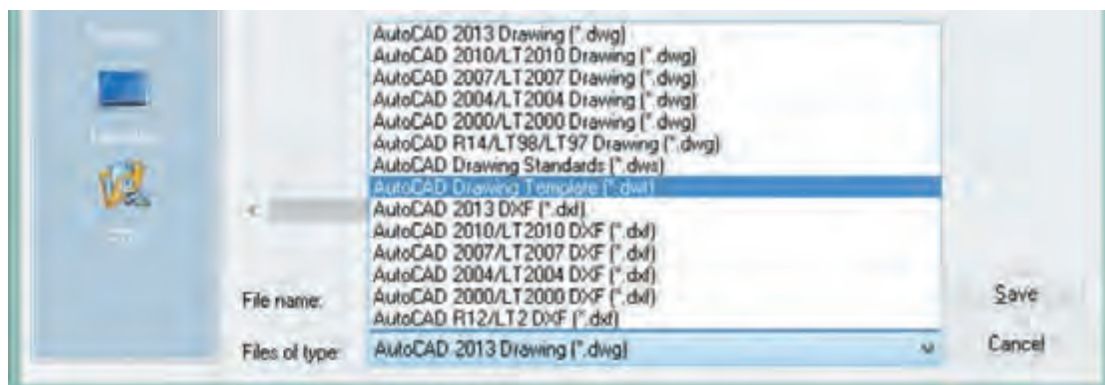 AutoCAD 2013 Drawing (*.dwg)
AutoCAD 2010/LT2010 Drawing (*.dwg)
AutoCAD 2007/LT2007 Drawing (*.dwg)
AutoCAD 2004/LT2004 Drawing (*.dwg)
AutoCAD 2000/LT2000 Drawing (*.dwg)
AutoCAD R14/LT98/LT97 Drawing (*.dwg)
AutoCAD Drawing Standards (*.dws)
AutoCAD Drawing Template (*.dwt)
AutoCAD 2013 DXF (*.dxf)
AutoCAD 2010/LT2010 DXF (*.dxf)
AutoCAD 2007/LT2007 DXF (*.dxf)
AutoCAD 2004/LT2004 DXF (*.dxf)
AutoCAD 2000/LT2000 DXF (*.dxf)
AutoCAD R12/LT2 DXF (*.dxf)
File name:
Save
Files of type:
AutoCAD 2013 Drawing (*.dwg)
Cancel